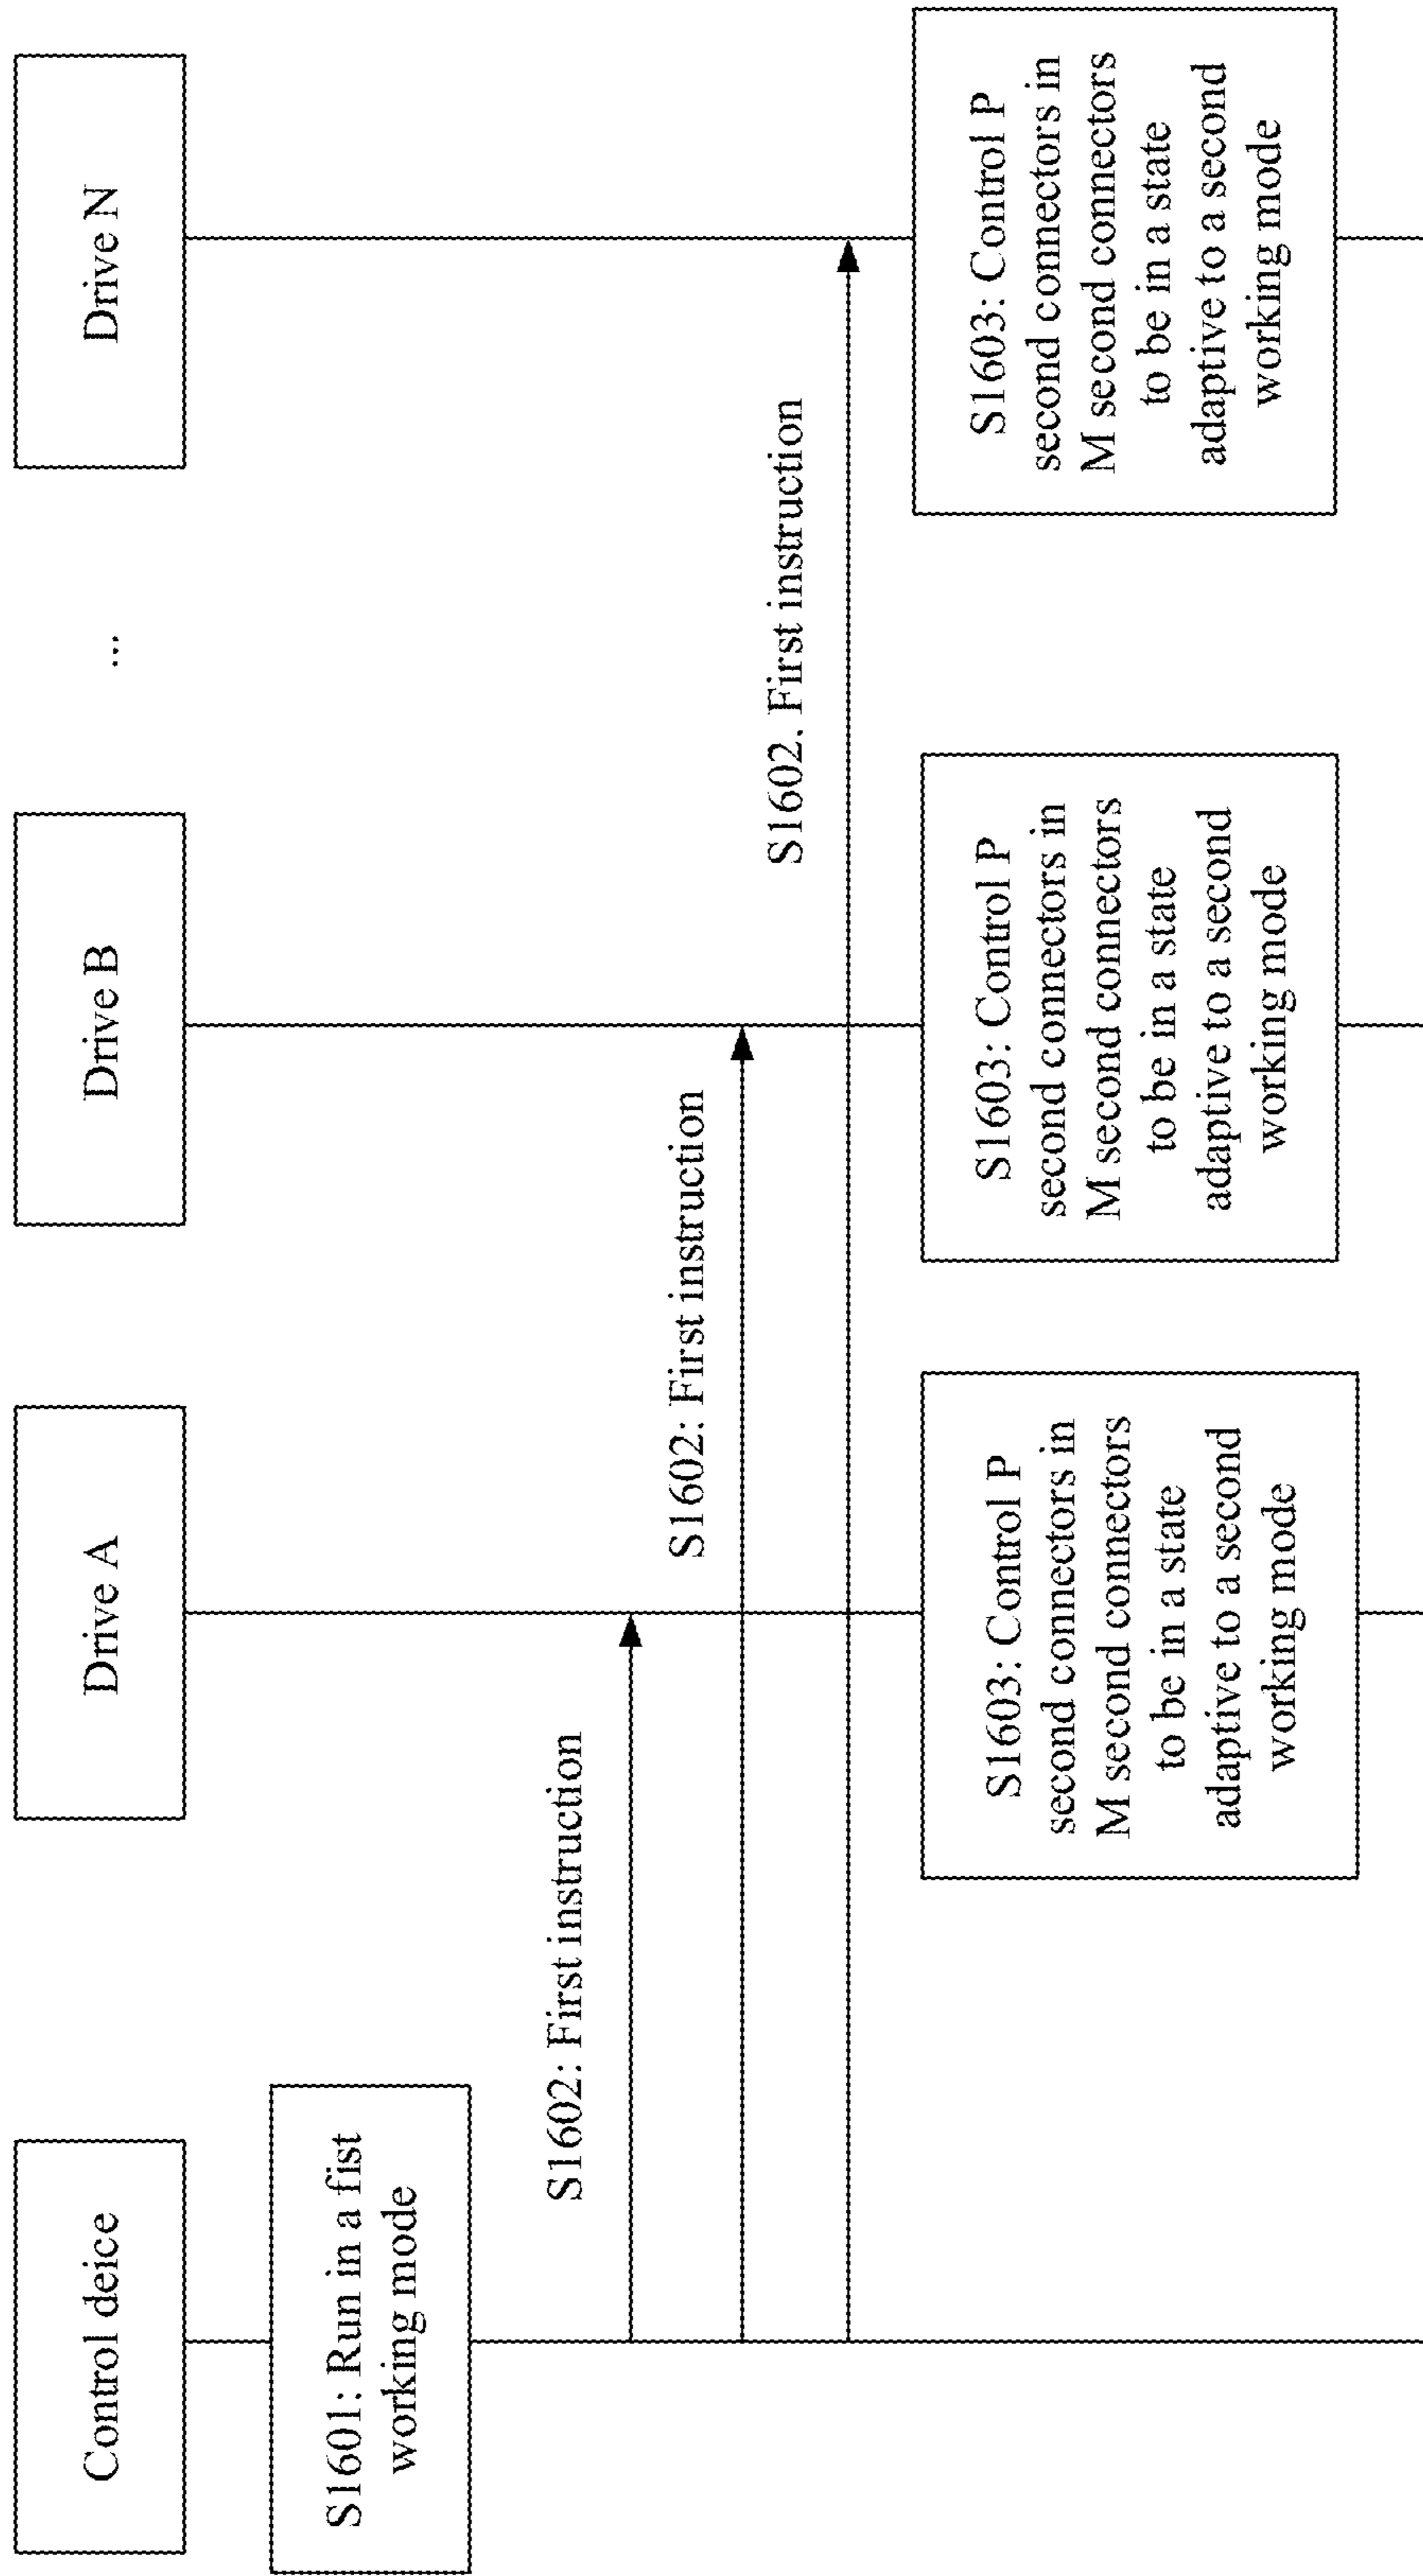 Control deice
Drive A
Drive B
...
Drive N
S1601: Run in a fist
working mode
S1602: First instruction
S1602: First instruction
S1602. First instruction
S1603: Control P
second connectors in
M second connectors
to be in a state
adaptive to a second
working mode
S1603: Control P
second connectors in
M second connectors
to be in a state
adaptive to a second
working mode
S1603: Control P
second connectors in
M second connectors
to be in a state
adaptive to a second
working mode